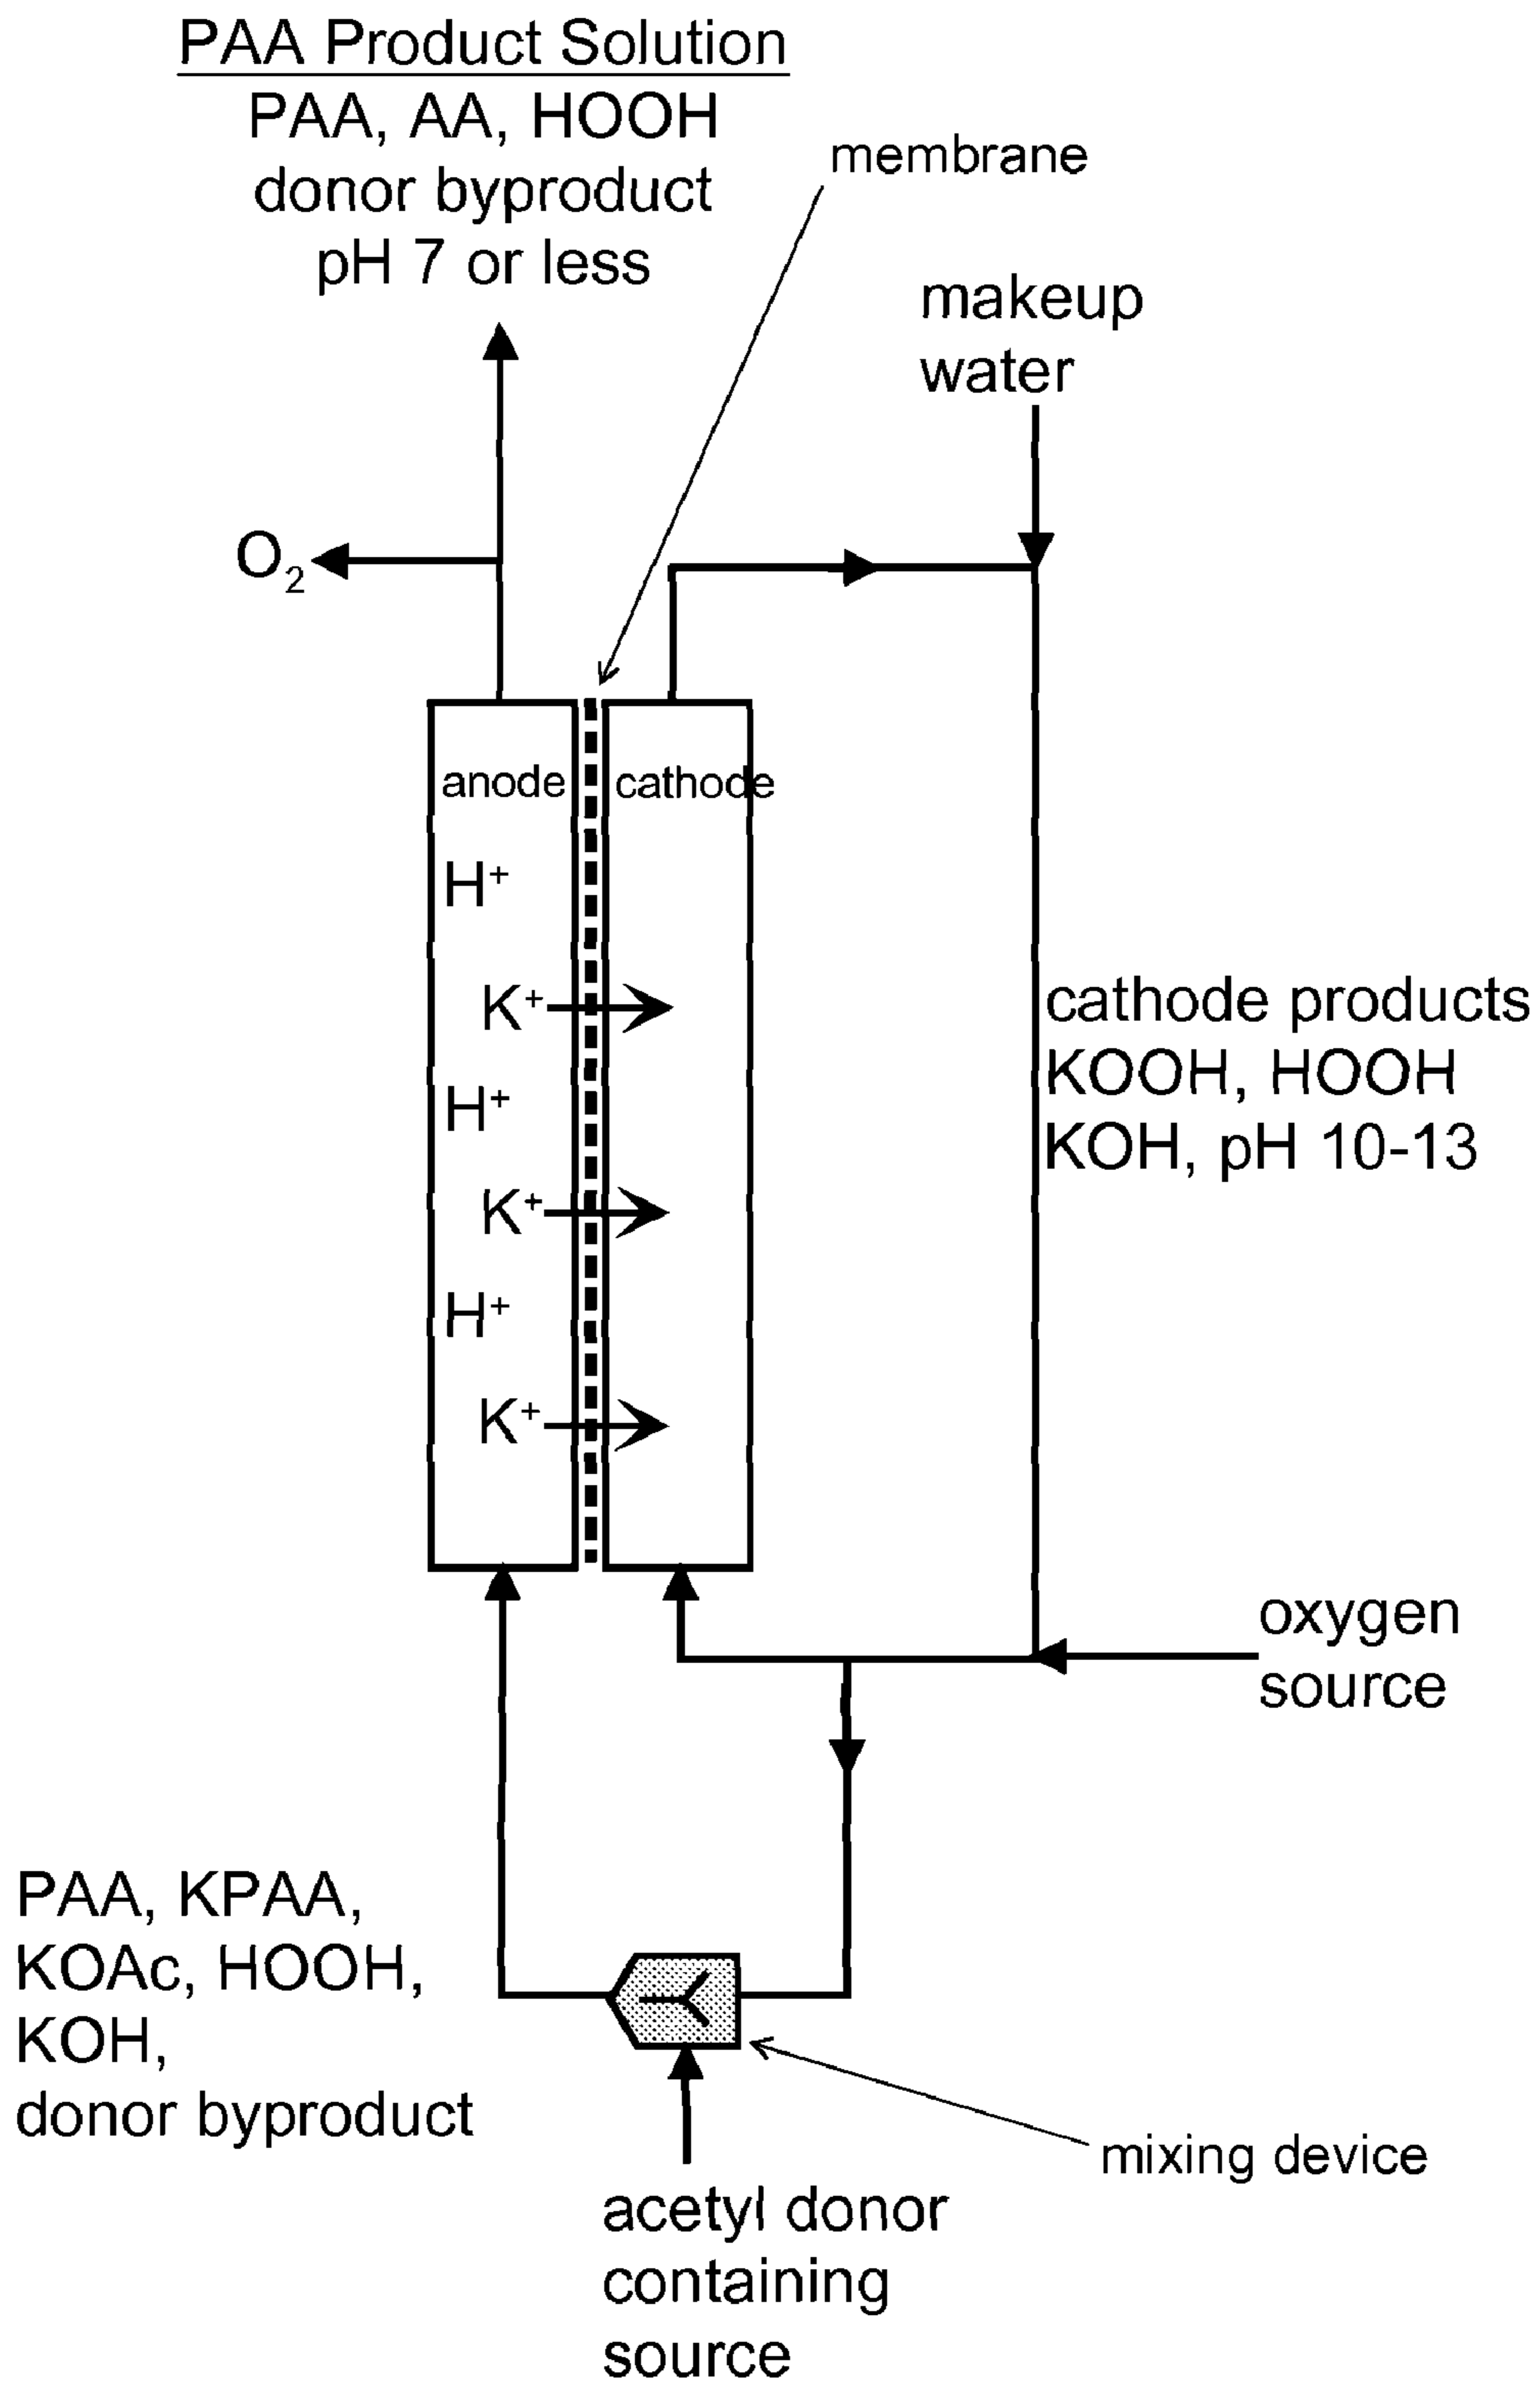 PAA Product Solution
PAA, AA, HOOH
donor byproduct
pH 7 or less
membrane
makeup
water
O₂
anode
cathode
H⁺
K⁺
H⁺
K⁺
H⁺
K⁺
cathode products
KOOH, HOOH
KOH, pH 10-13
oxygen
source
PAA, KPAA,
KOAc, HOOH,
KOH,
donor byproduct
mixing device
acetyl donor
containing
source